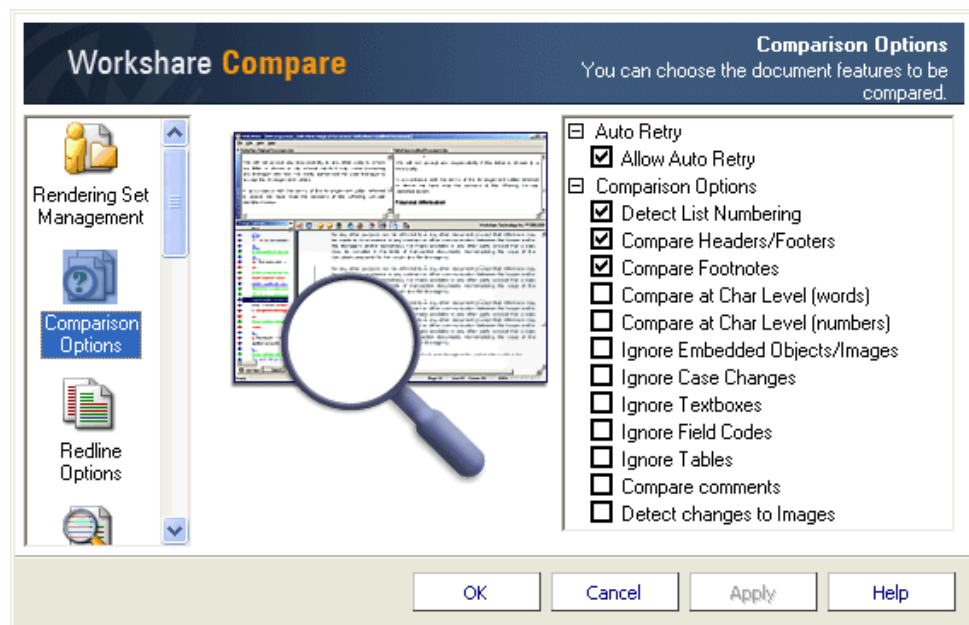 Workshare Compare
Comparison Options
You can choose the document features to be
compared.
Rendering Set
Management
Comparison
Options
Redline
Options
Auto Retry
Allow Auto Retry
Comparison Options
Detect List Numbering
Compare Headers/Footers
Compare Footnotes
Compare at Char Level (words)
Compare at Char Level (numbers)
Ignore Embedded Objects/Images
Ignore Case Changes
Ignore Textboxes
Ignore Field Codes
Ignore Tables
Compare comments
Detect changes to Images
OK
Cancel
Apply
Help